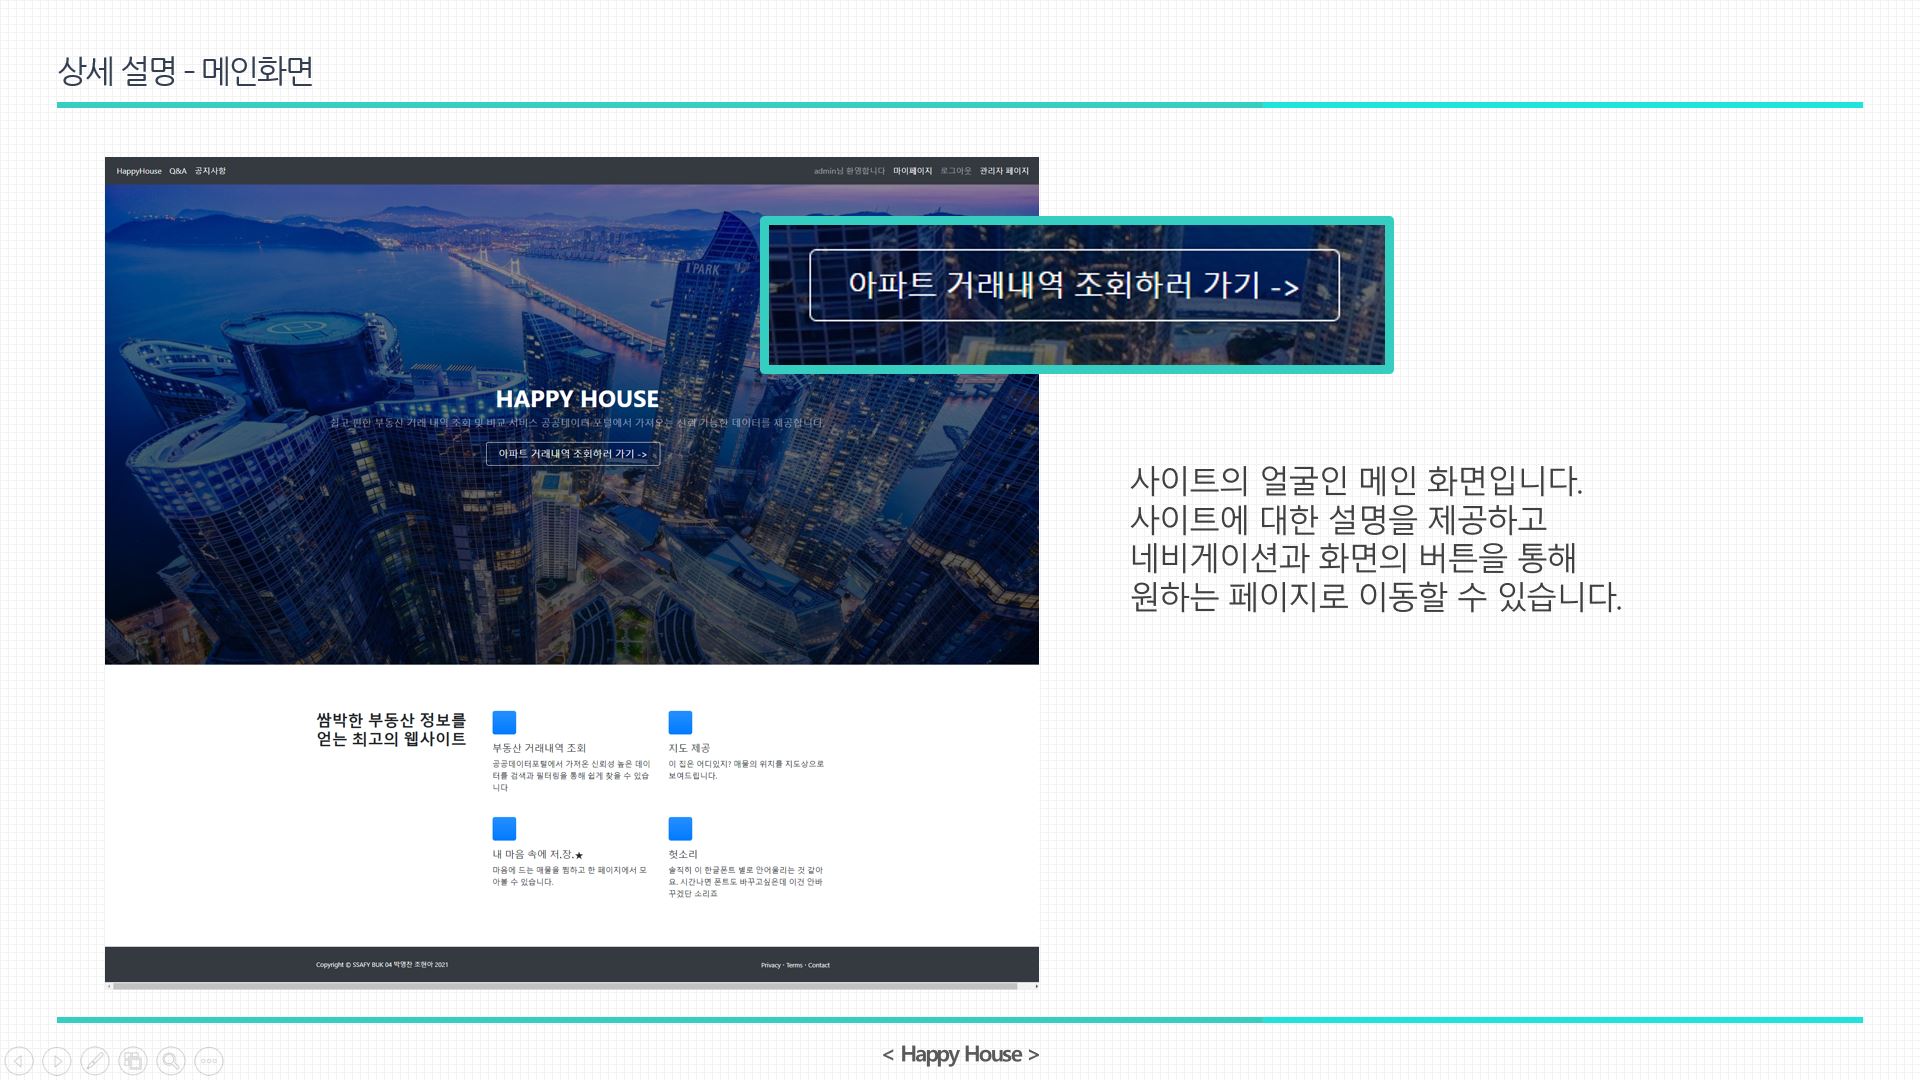 상세 설명 - 메인화면
HappyHouse Q&A 공지사항
admin님 환영합니다 마이페이지 로그아웃 관리자 페이지
I PARK
아파트 거래내역 조회하러 가기 ->
HAPPY HOUSE
쉽고 편한 부동산 거래 내역 조회 및 비교 서비스 공공데이터 포털에서 가져오는 신뢰 가능한 데이터를 제공합니다.
아파트 거래내역 조회하러 가기 ->
사이트의 얼굴인 메인 화면입니다.
사이트에 대한 설명을 제공하고
네비게이션과 화면의 버튼을 통해
원하는 페이지로 이동할 수 있습니다.
쌈박한 부동산 정보를
얻는 최고의 웹사이트
부동산 거래내역 조회
공공데이터포털에서 가져온 신뢰성 높은 데이
터를 검색과 필터링을 통해 쉽게 찾을 수 있습
니다
지도 제공
이 집은 어디있지? 매물의 위치를 지도상으로
보여드립니다.
내 마음 속에 저.장.★
마음에 드는 매물을 찜하고 한 페이지에서 모
아볼 수 있습니다.
헛소리
솔직히 이 한글폰트 별로 안어울리는 것 같아
요. 시간나면 폰트도 바꾸고싶은데 이건 안바
꾸겠단 소리죠
Copyright © SSAFY BUK 04 박영찬 조현아 2021
Privacy · Terms · Contact
< Happy House >